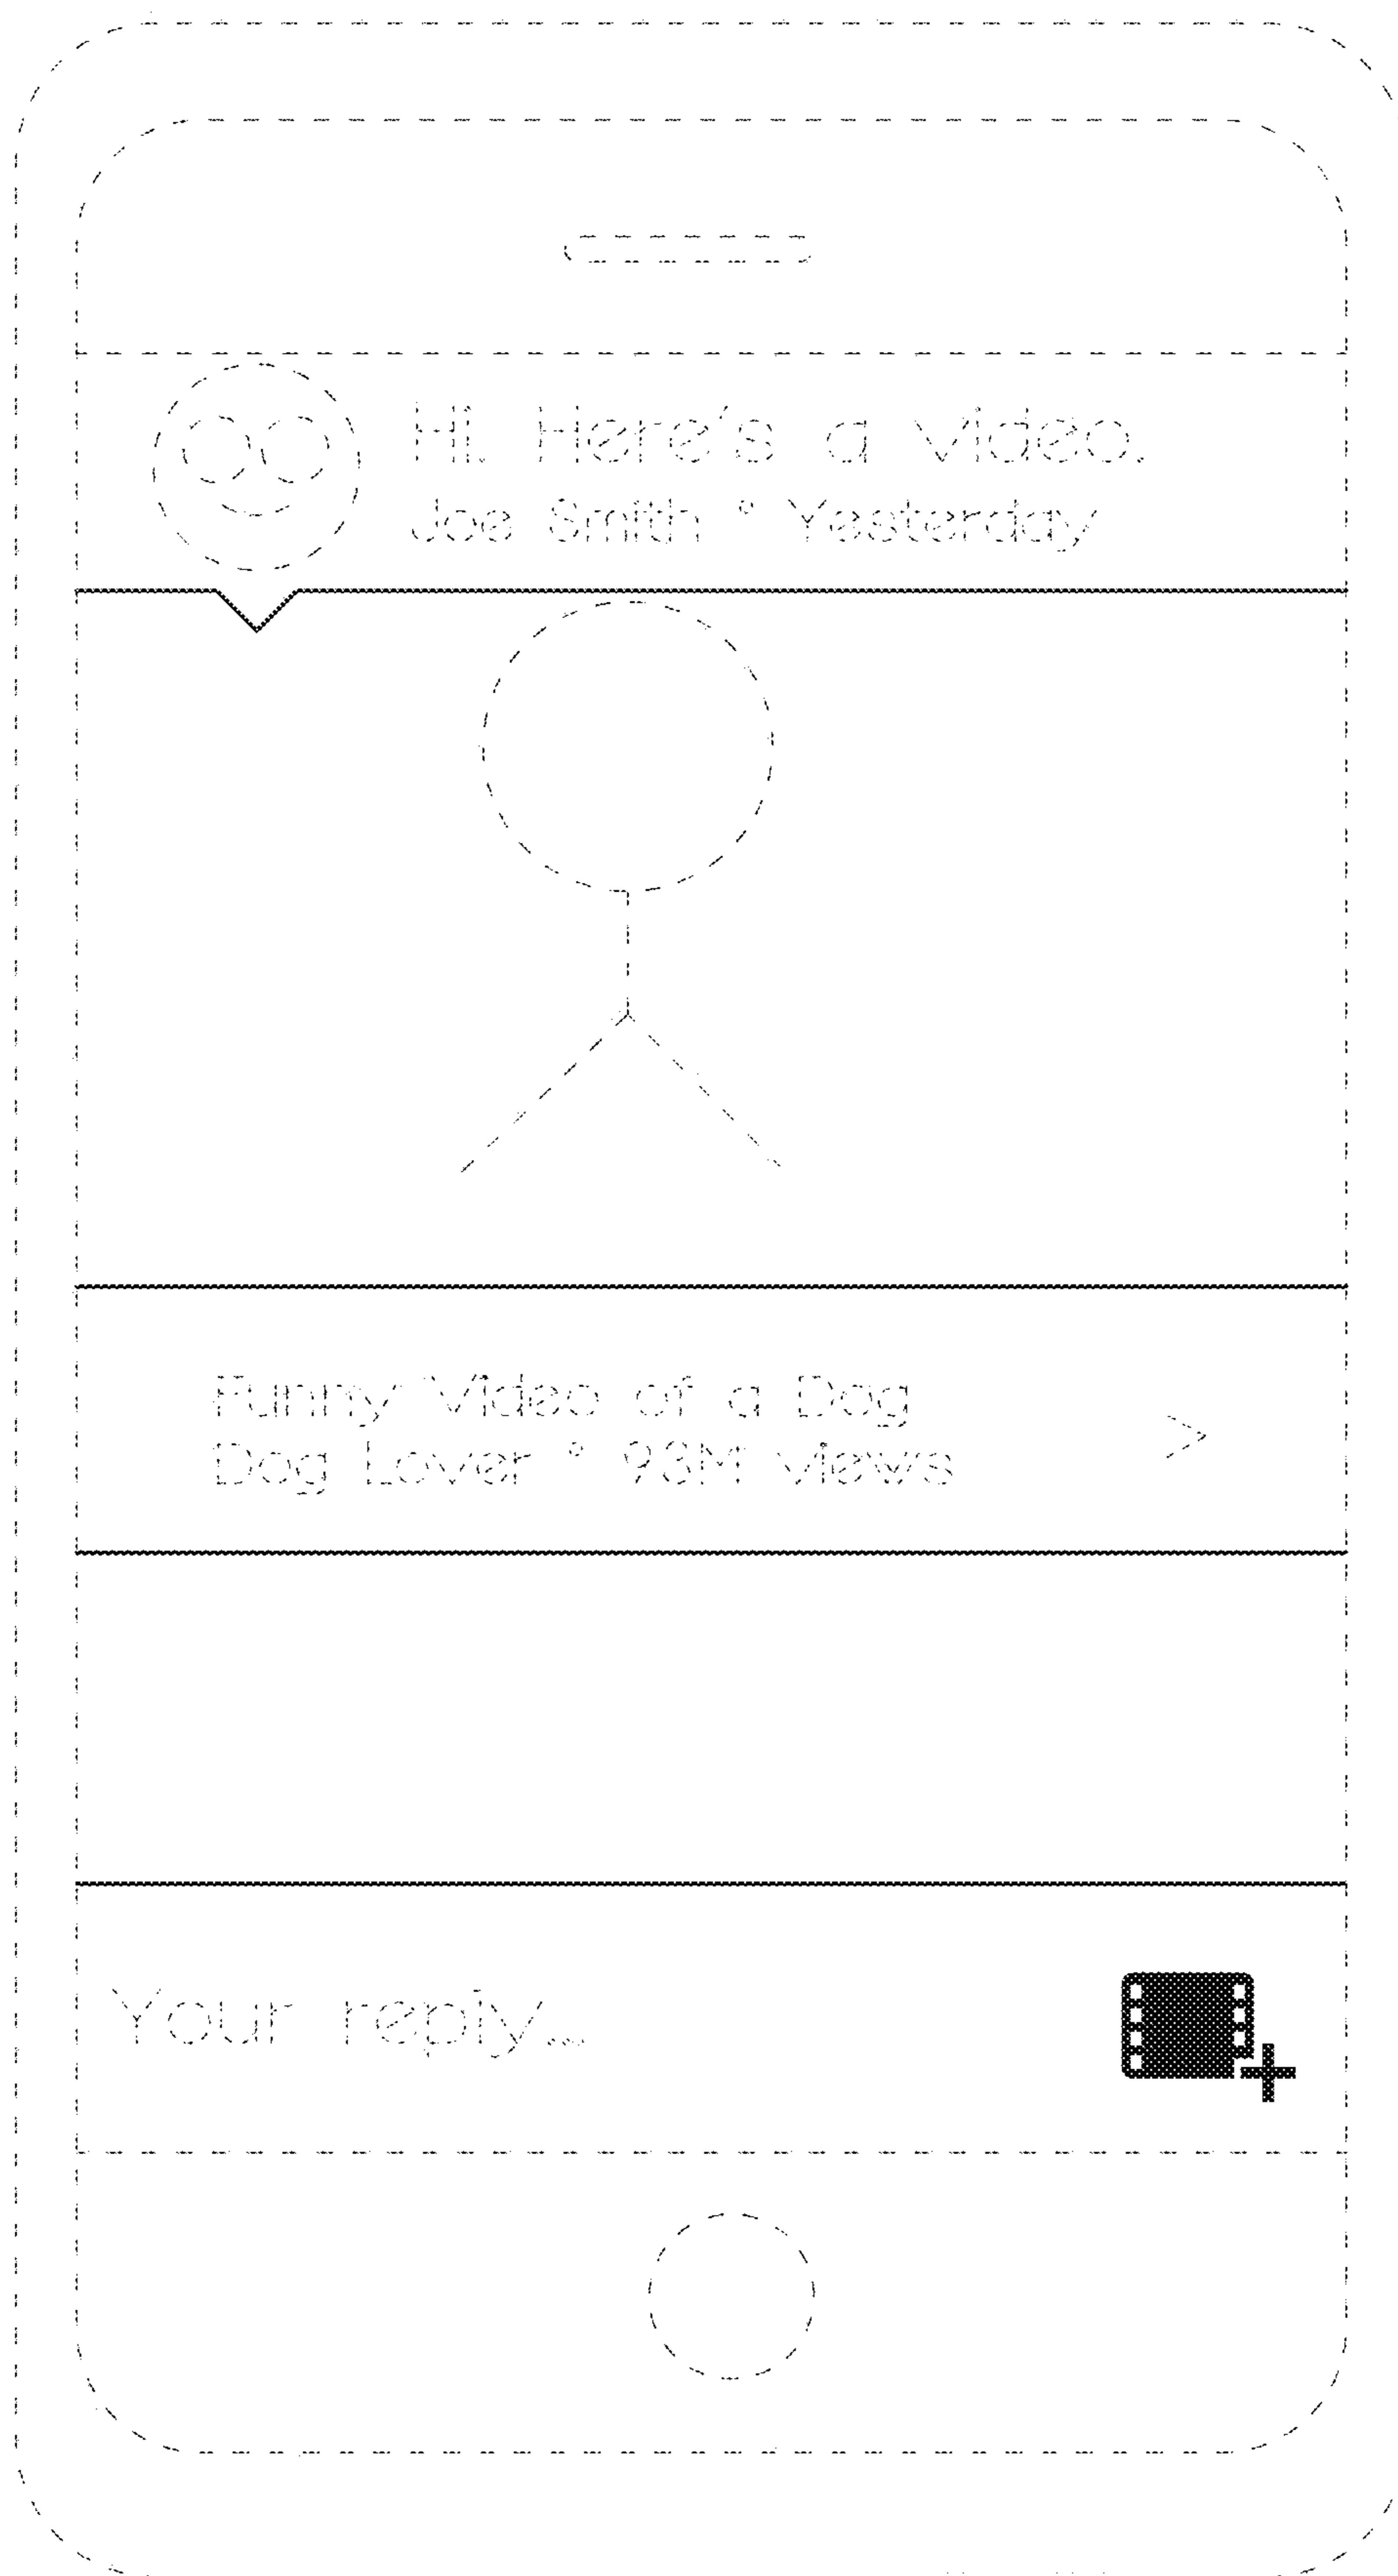 Hi. Here's a video.
Joe Smith ° Yesterday
Funny Video of a Dog
Dog Lover ° 93M views
>
Your reply...